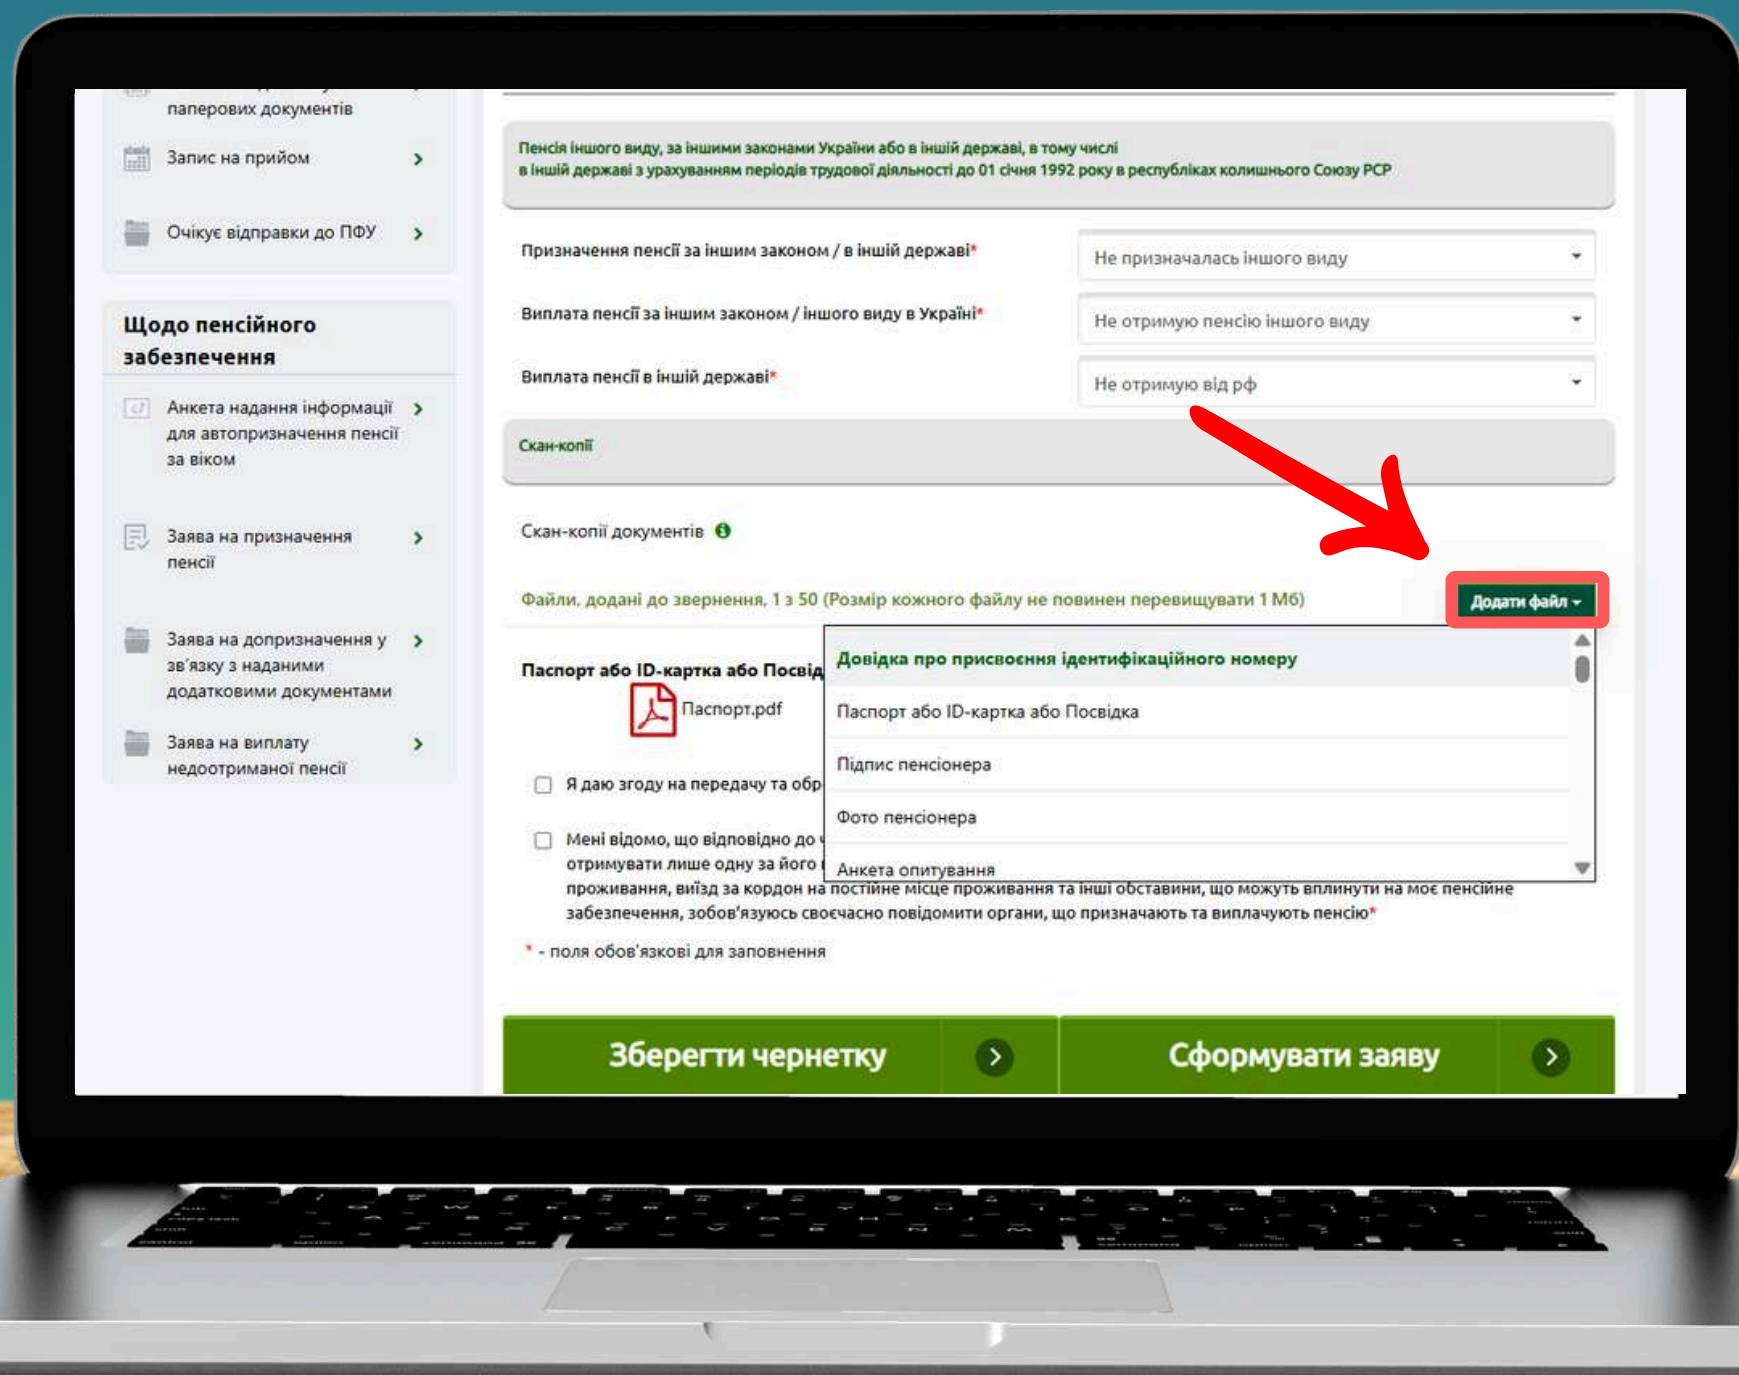 паперових документів
Запис на прийом
Очікує відправки до ПФУ
Щодо пенсійного
забезпечення
Анкета надання інформації
для автопризначення пенсії
за віком
Заява на призначення
пенсії
Заява на допризначення у
зв'язку з наданими
додатковими документами
Заява на виплату
недоотриманої пенсії
Пенсія іншого виду, за іншими законами України або в іншій державі, в тому числі
в іншій державі з урахуванням періодів трудової діяльності до 01 січня 1992 року в республіках колишнього Союзу РСР
Призначення пенсії за іншим законом / в іншій державі*
Не призначалась іншого виду
Виплата пенсії за іншим законом / іншого виду в Україні*
Не отримую пенсію іншого виду
Виплата пенсії в іншій державі*
Не отримую від рф
Скан-копії
Скан-копії документів
Файли, додані до звернення, 1 з 50 (Розмір кожного файлу не повинен перевищувати 1 Мб)
Додати файл
Паспорт або ID-картка або Посвід
Паспорт.pdf
Довідка про присвоєння ідентифікаційного номеру
Паспорт або ID-картка або Посвідка
Підпис пенсіонера
Фото пенсіонера
Анкета опитування
Я даю згоду на передачу та обр
Мені відомо, що відповідно до
отримувати лише одну за його
проживання, виїзд за кордон на постійне місце проживання та інші обставини, що можуть вплинути на моє пенсійне
забезпечення, зобов'язуюсь своєчасно повідомити органи, що призначають та виплачують пенсію*
* - поля обов'язкові для заповнення
Зберегти чернетку
Сформувати заяву